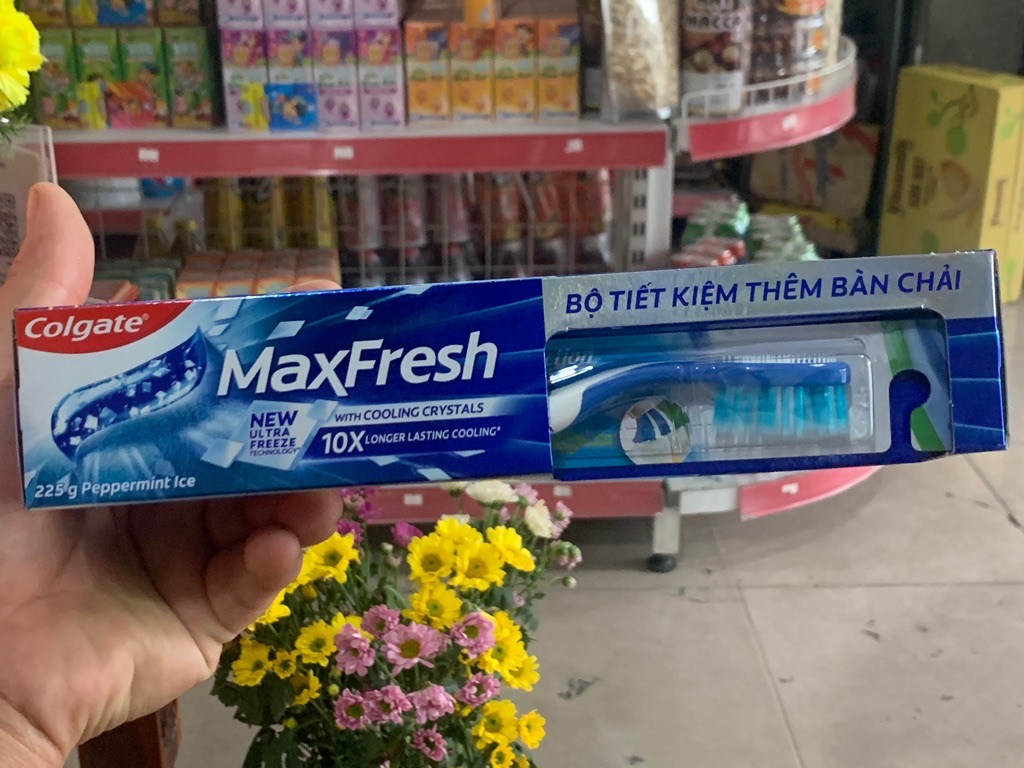 Colgate®
MaxFresh
NEW
ULTRA
FREEZE
TECHNOLOGY
WITH COOLING CRYSTALS
10X LONGER LASTING COOLING*
225 g Peppermint Ice
BỘ TIẾT KIỆM THÊM BÀN CHẢI
MACCA